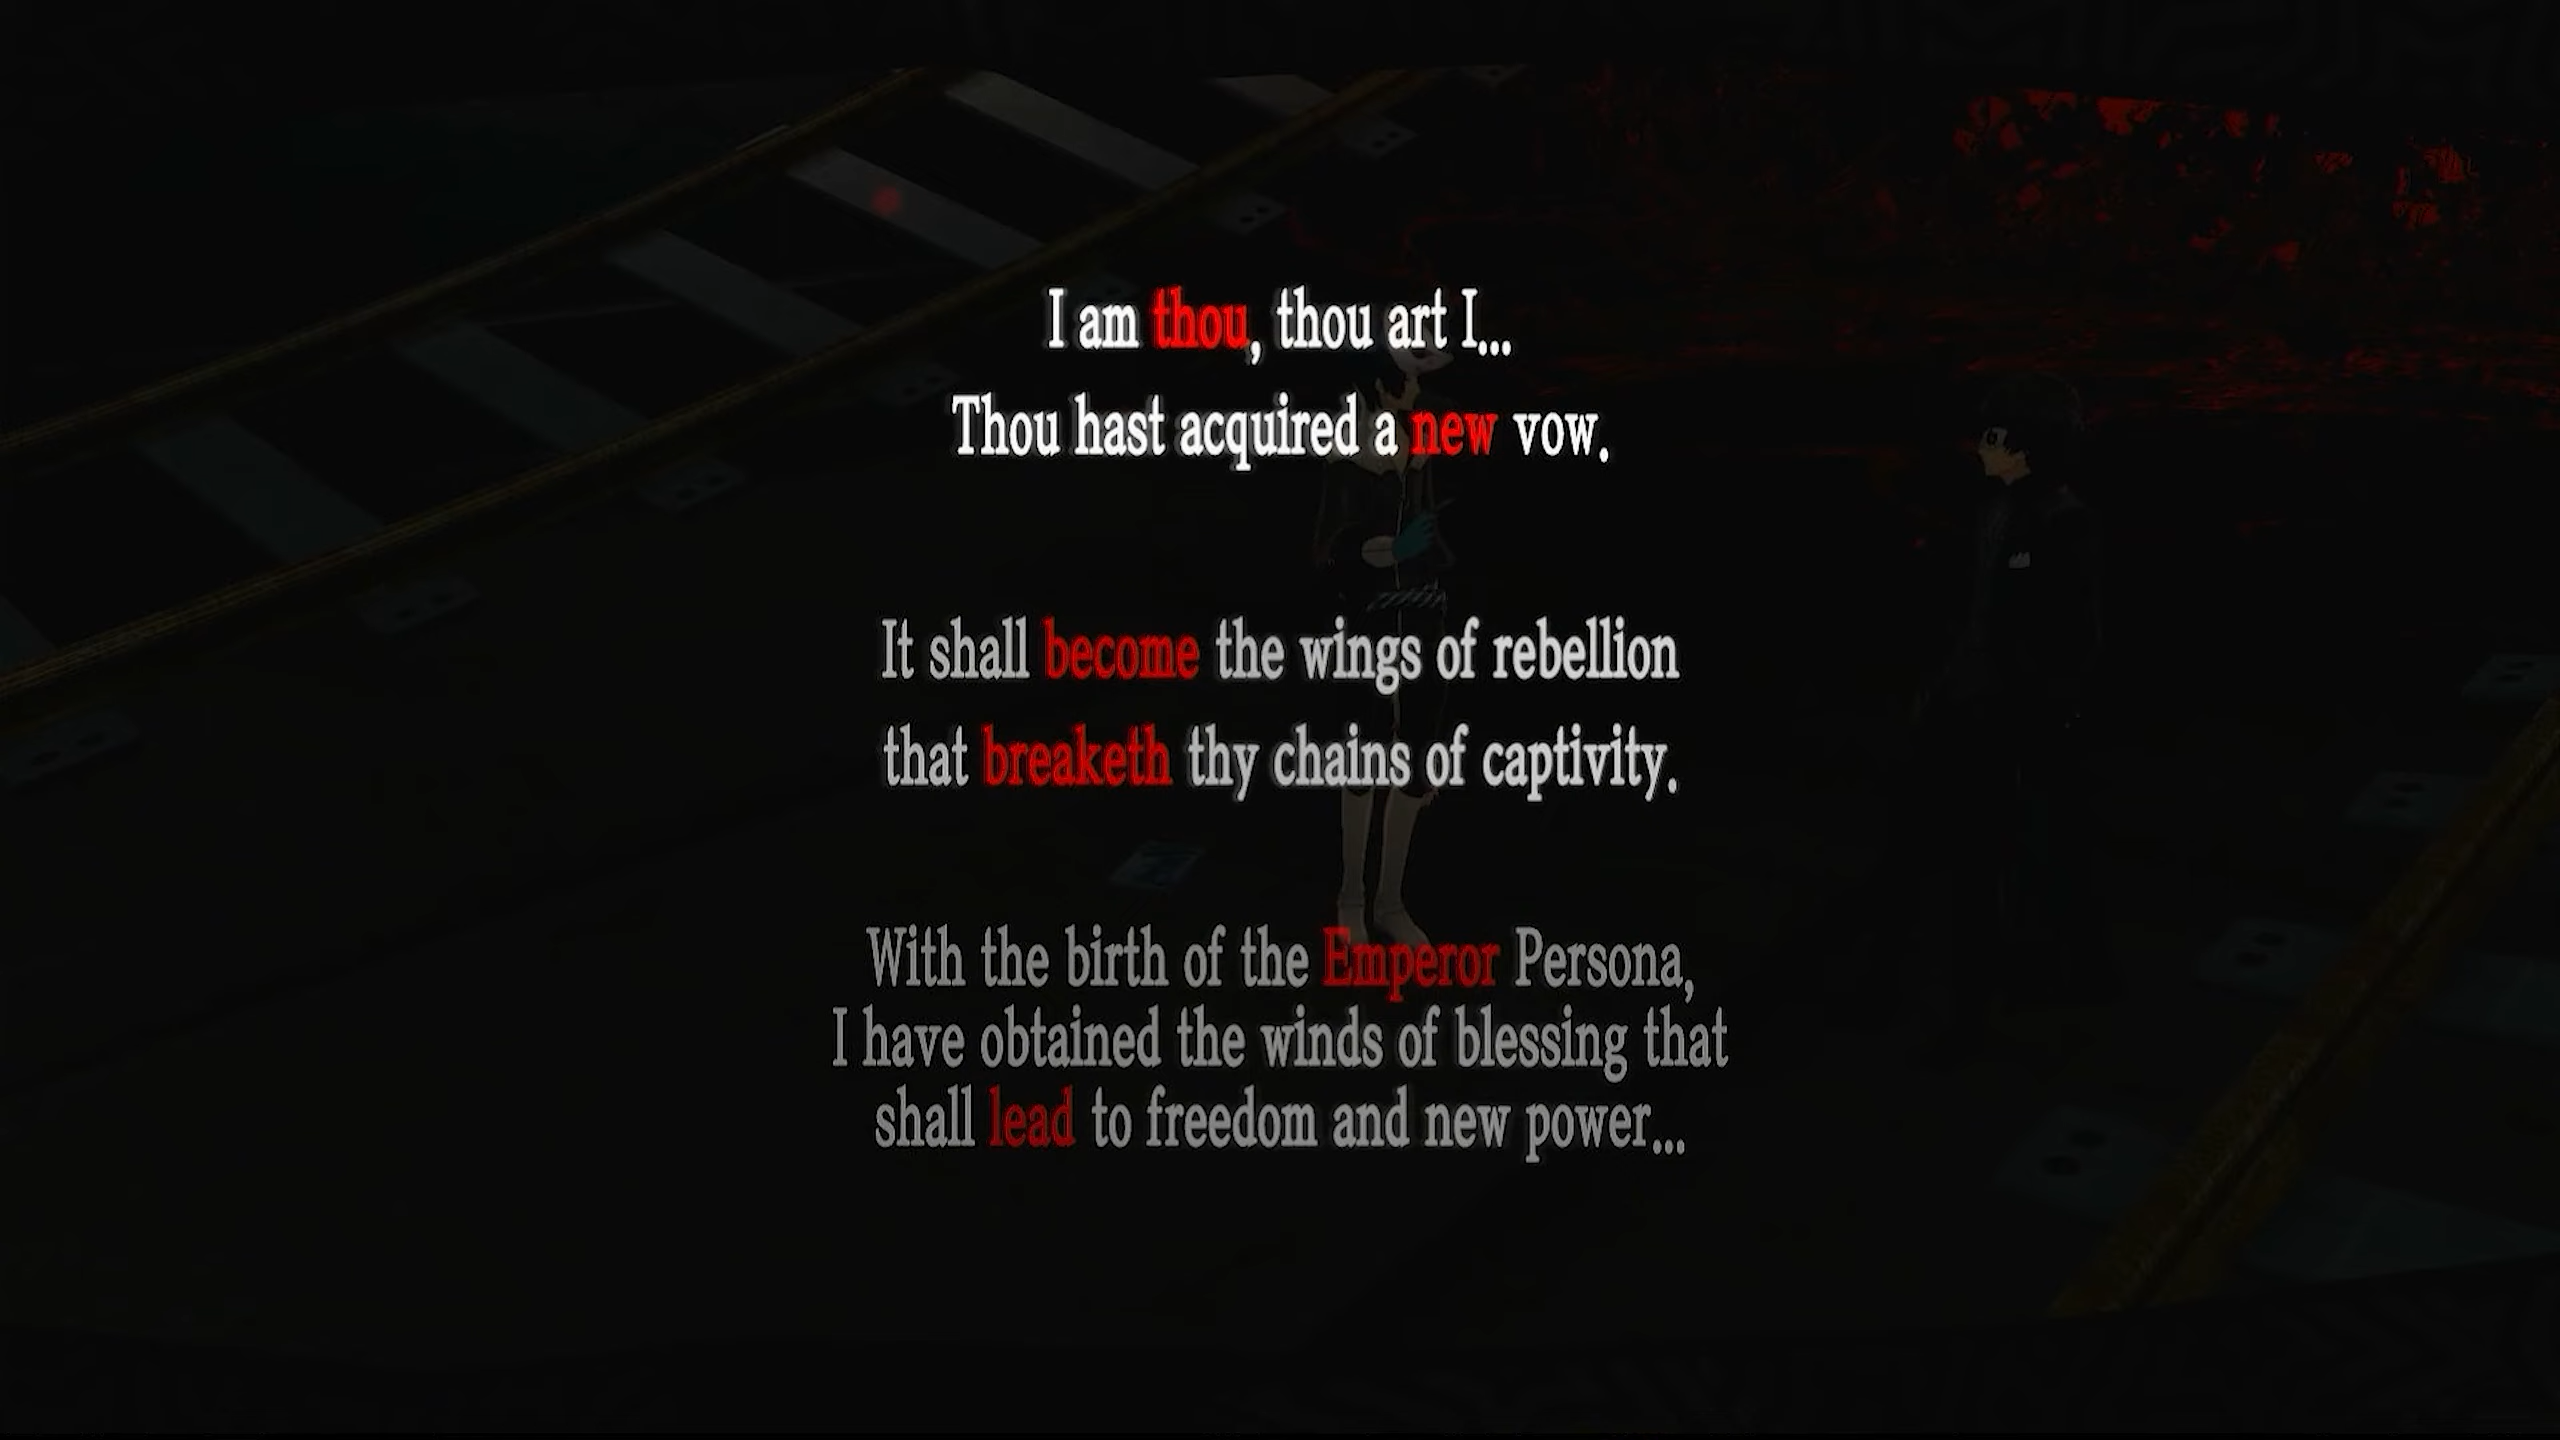 I am thou, thou art I...
Thou hast acquired a new vow.
It shall become the wings of rebellion
that breaketh thy chains of captivity.
With the birth of the Emperor Persona,
I have obtained the winds of blessing that
shall lead to freedom and new power...